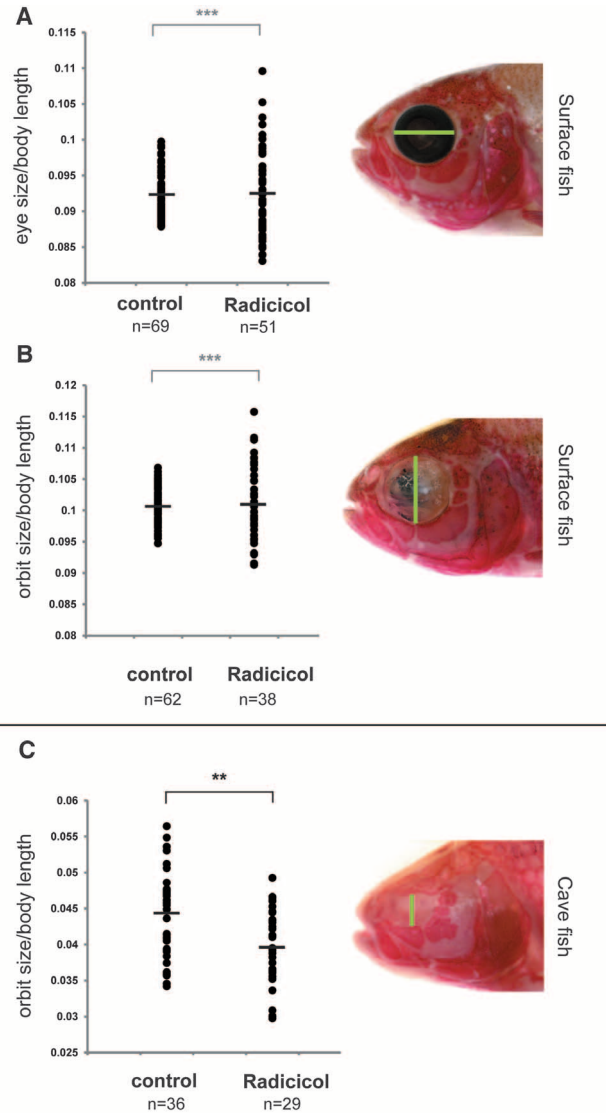 A
***
0.115
0.11
0.105
0.1
0.095
0.09
0.085
0.08
eye size/body length
control
Radicicol
n=69
n=51
Surface fish
B
***
0.12
0.115
0.11
0.105
0.1
0.095
0.09
0.085
0.08
orbit size/body length
control
Radicicol
n=62
n=38
Surface fish
C
**
0.06
0.055
0.05
0.045
0.04
0.035
0.03
0.025
orbit size/body length
control
Radicicol
n=36
n=29
Cave fish